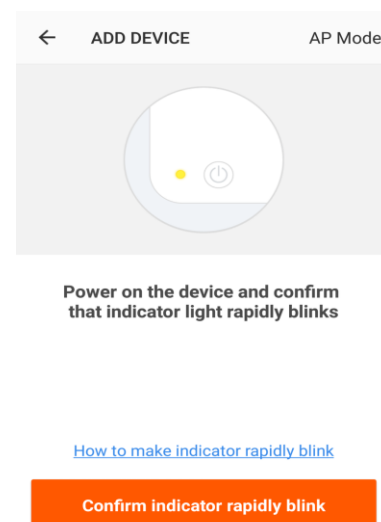 ADD DEVICE AP Mode
Power on the device and confirm
that indicator light rapidly blinks
How to make indicator rapidly blink
Confirm indicator rapidly blink